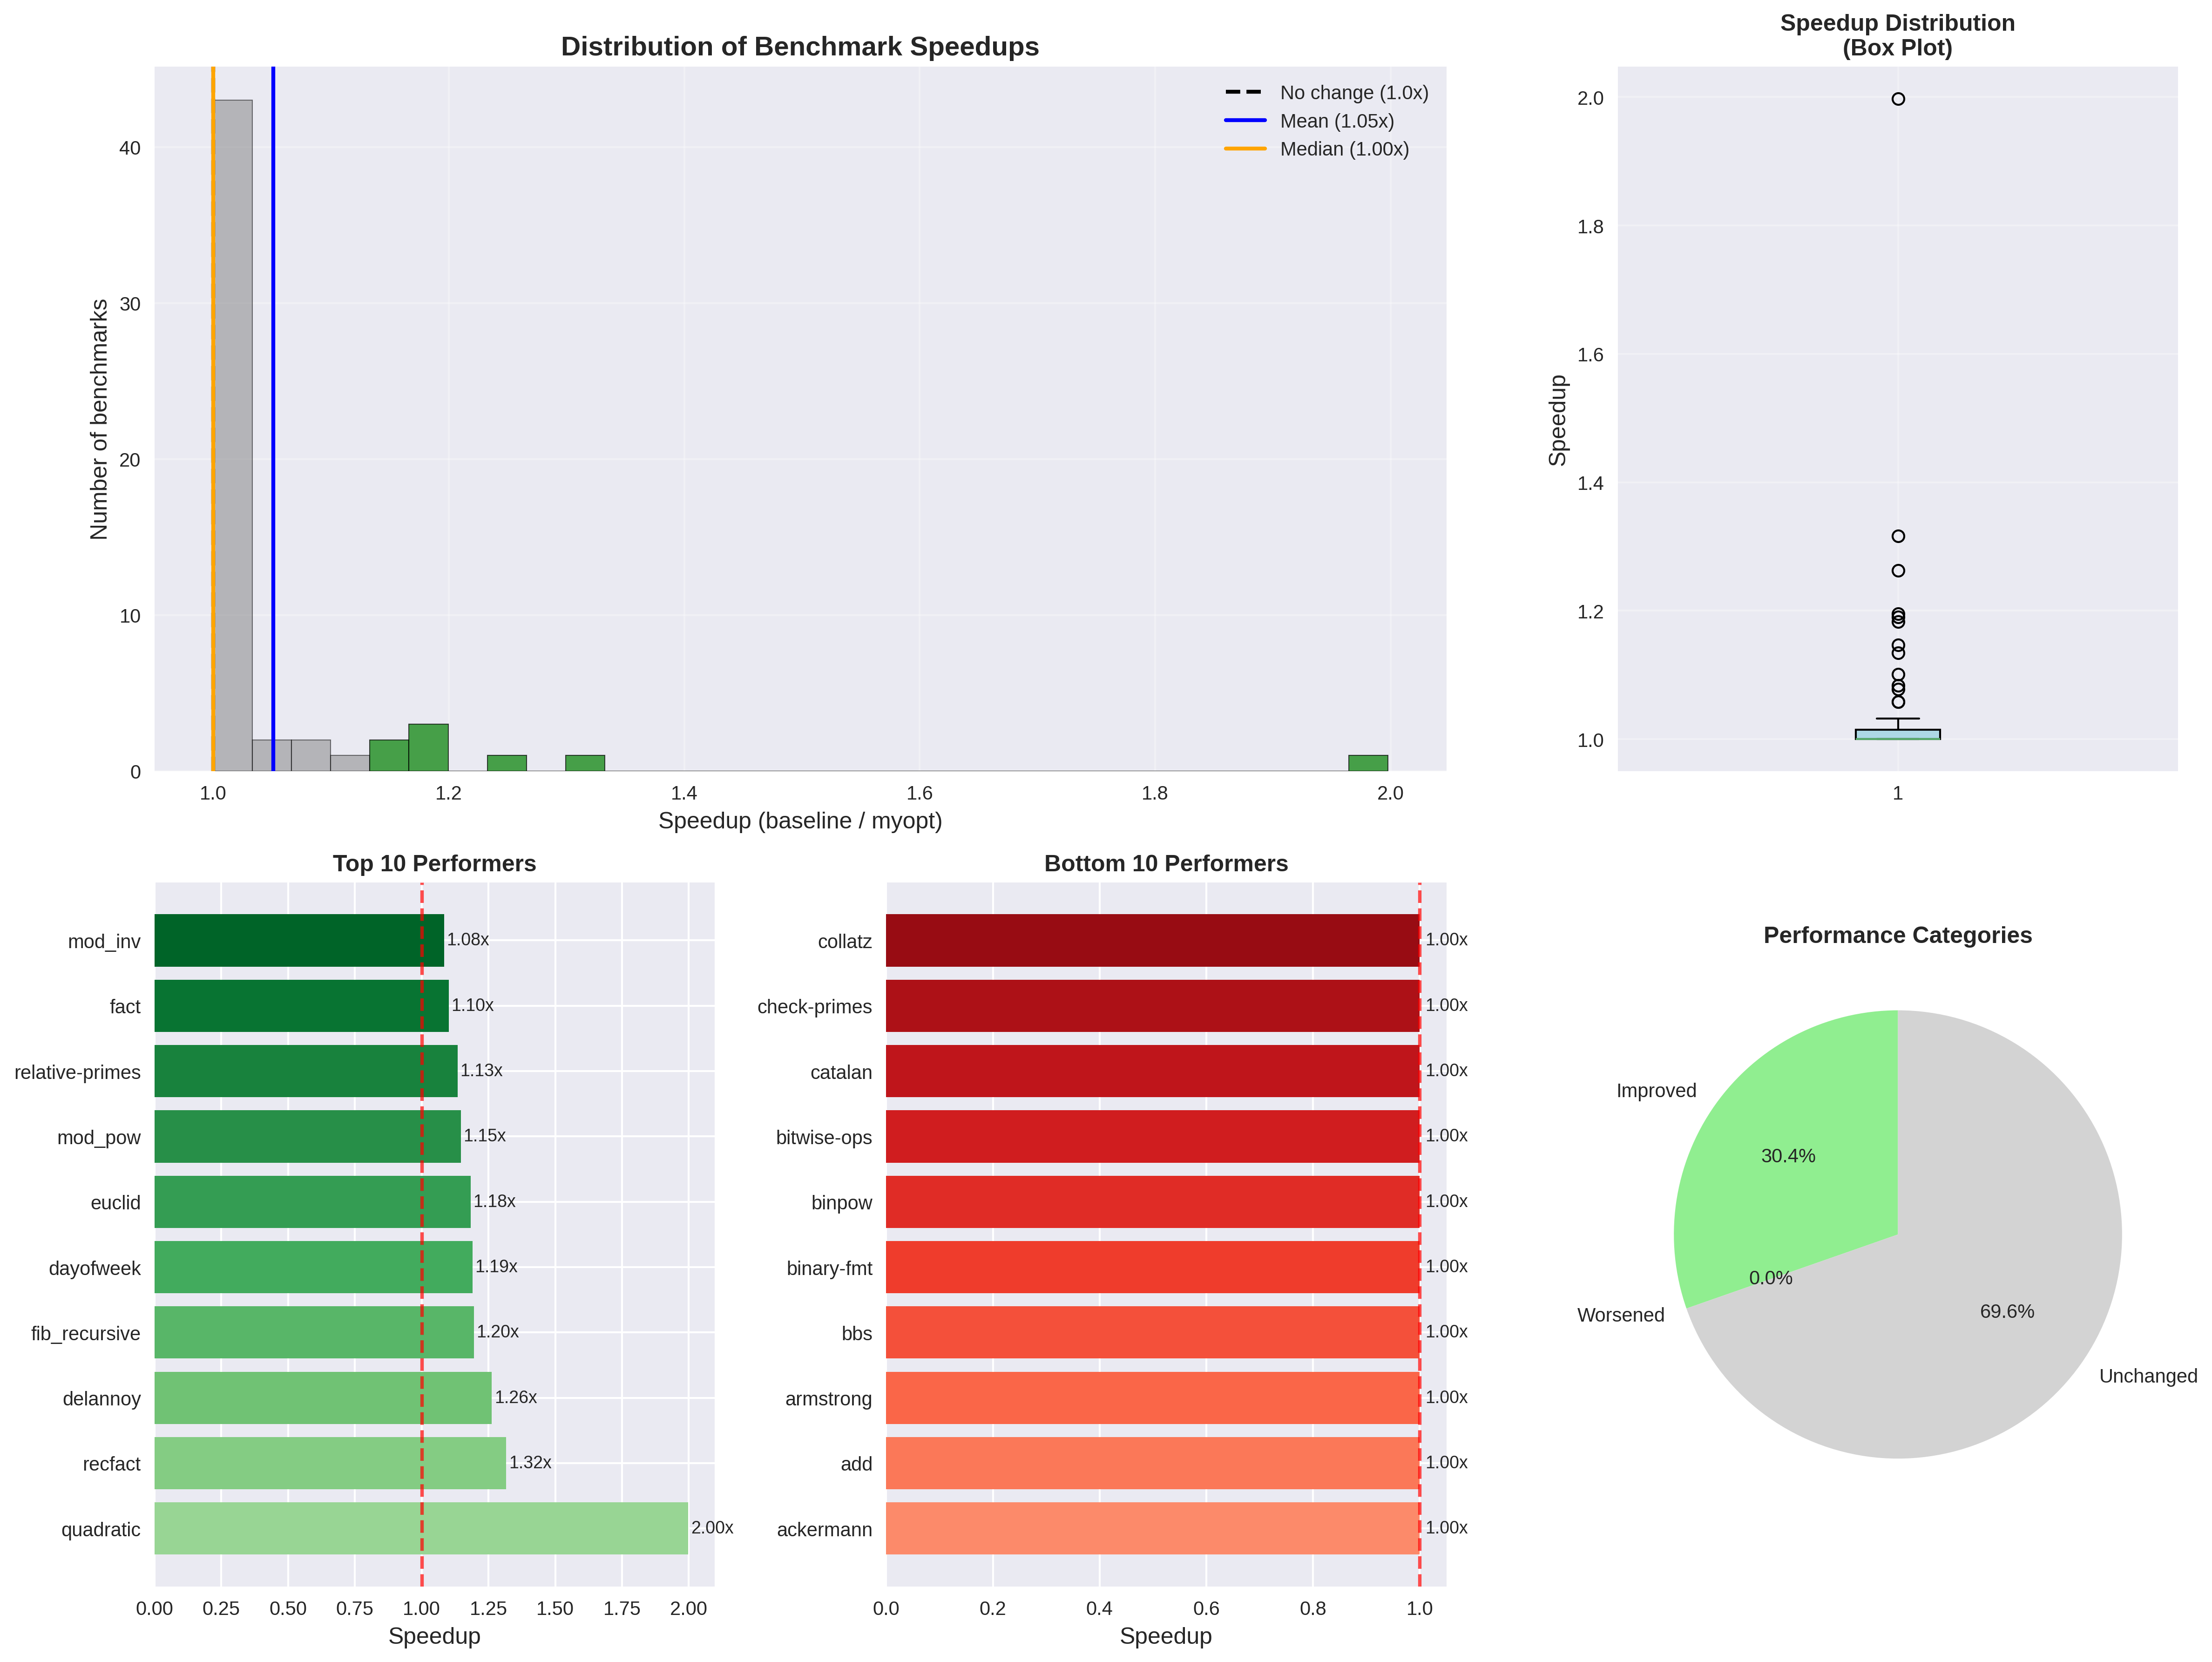 Distribution of Benchmark Speedups
No change (1.0x)
Mean (1.05x)
Median (1.00x)
Number of benchmarks
40
30
20
10
0
1.0
1.2
1.4
1.6
1.8
2.0
Speedup (baseline / myopt)
Speedup Distribution
(Box Plot)
Speedup
2.0
1.8
1.6
1.4
1.2
1.0
1
Top 10 Performers
mod_inv
1.08x
fact
1.10x
relative-primes
1.13x
mod_pow
1.15x
euclid
1.18x
dayofweek
1.19x
fib_recursive
1.20x
delannoy
1.26x
recfact
1.32x
quadratic
2.00x
0.00
0.25
0.50
0.75
1.00
1.25
1.50
1.75
2.00
Speedup
Bottom 10 Performers
collatz
1.00x
check-primes
1.00x
catalan
1.00x
bitwise-ops
1.00x
binpow
1.00x
binary-fmt
1.00x
bbs
1.00x
armstrong
1.00x
add
1.00x
ackermann
1.00x
0.0
0.2
0.4
0.6
0.8
1.0
Speedup
Performance Categories
Improved
30.4%
0.0%
Worsened
69.6%
Unchanged